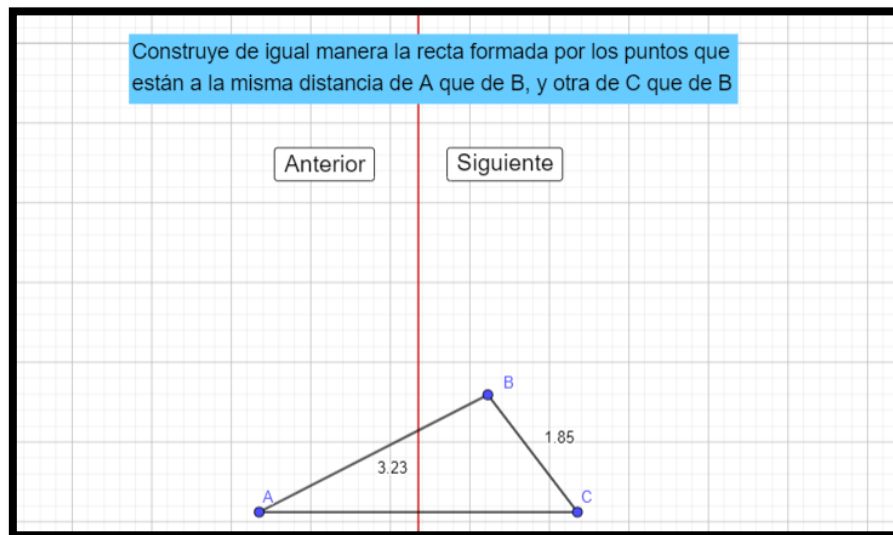 Construye de igual manera la recta formada por los puntos que
están a la misma distancia de A que de B, y otra de C que de B
Anterior
Siguiente
B
1.85
3.23
A
C